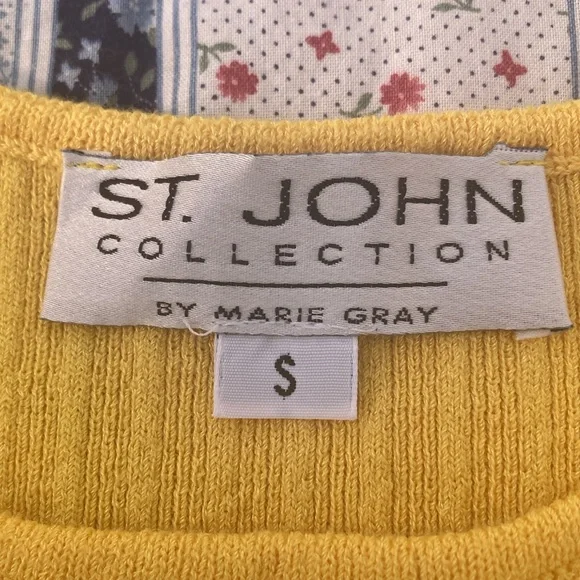 ST. JOHN
COLLECTION
BY MARIE GRAY
S